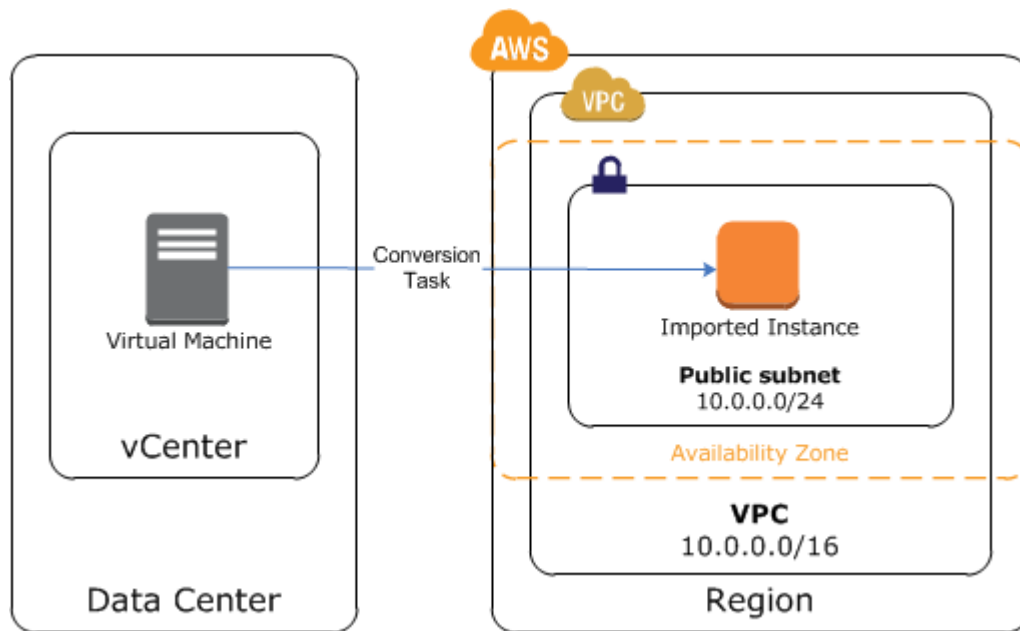 AWS
VPC
Conversion
Task
Virtual Machine
Imported Instance
Public subnet
10.0.0.0/24
vCenter
Availability Zone
VPC
10.0.0.0/16
Data Center
Region